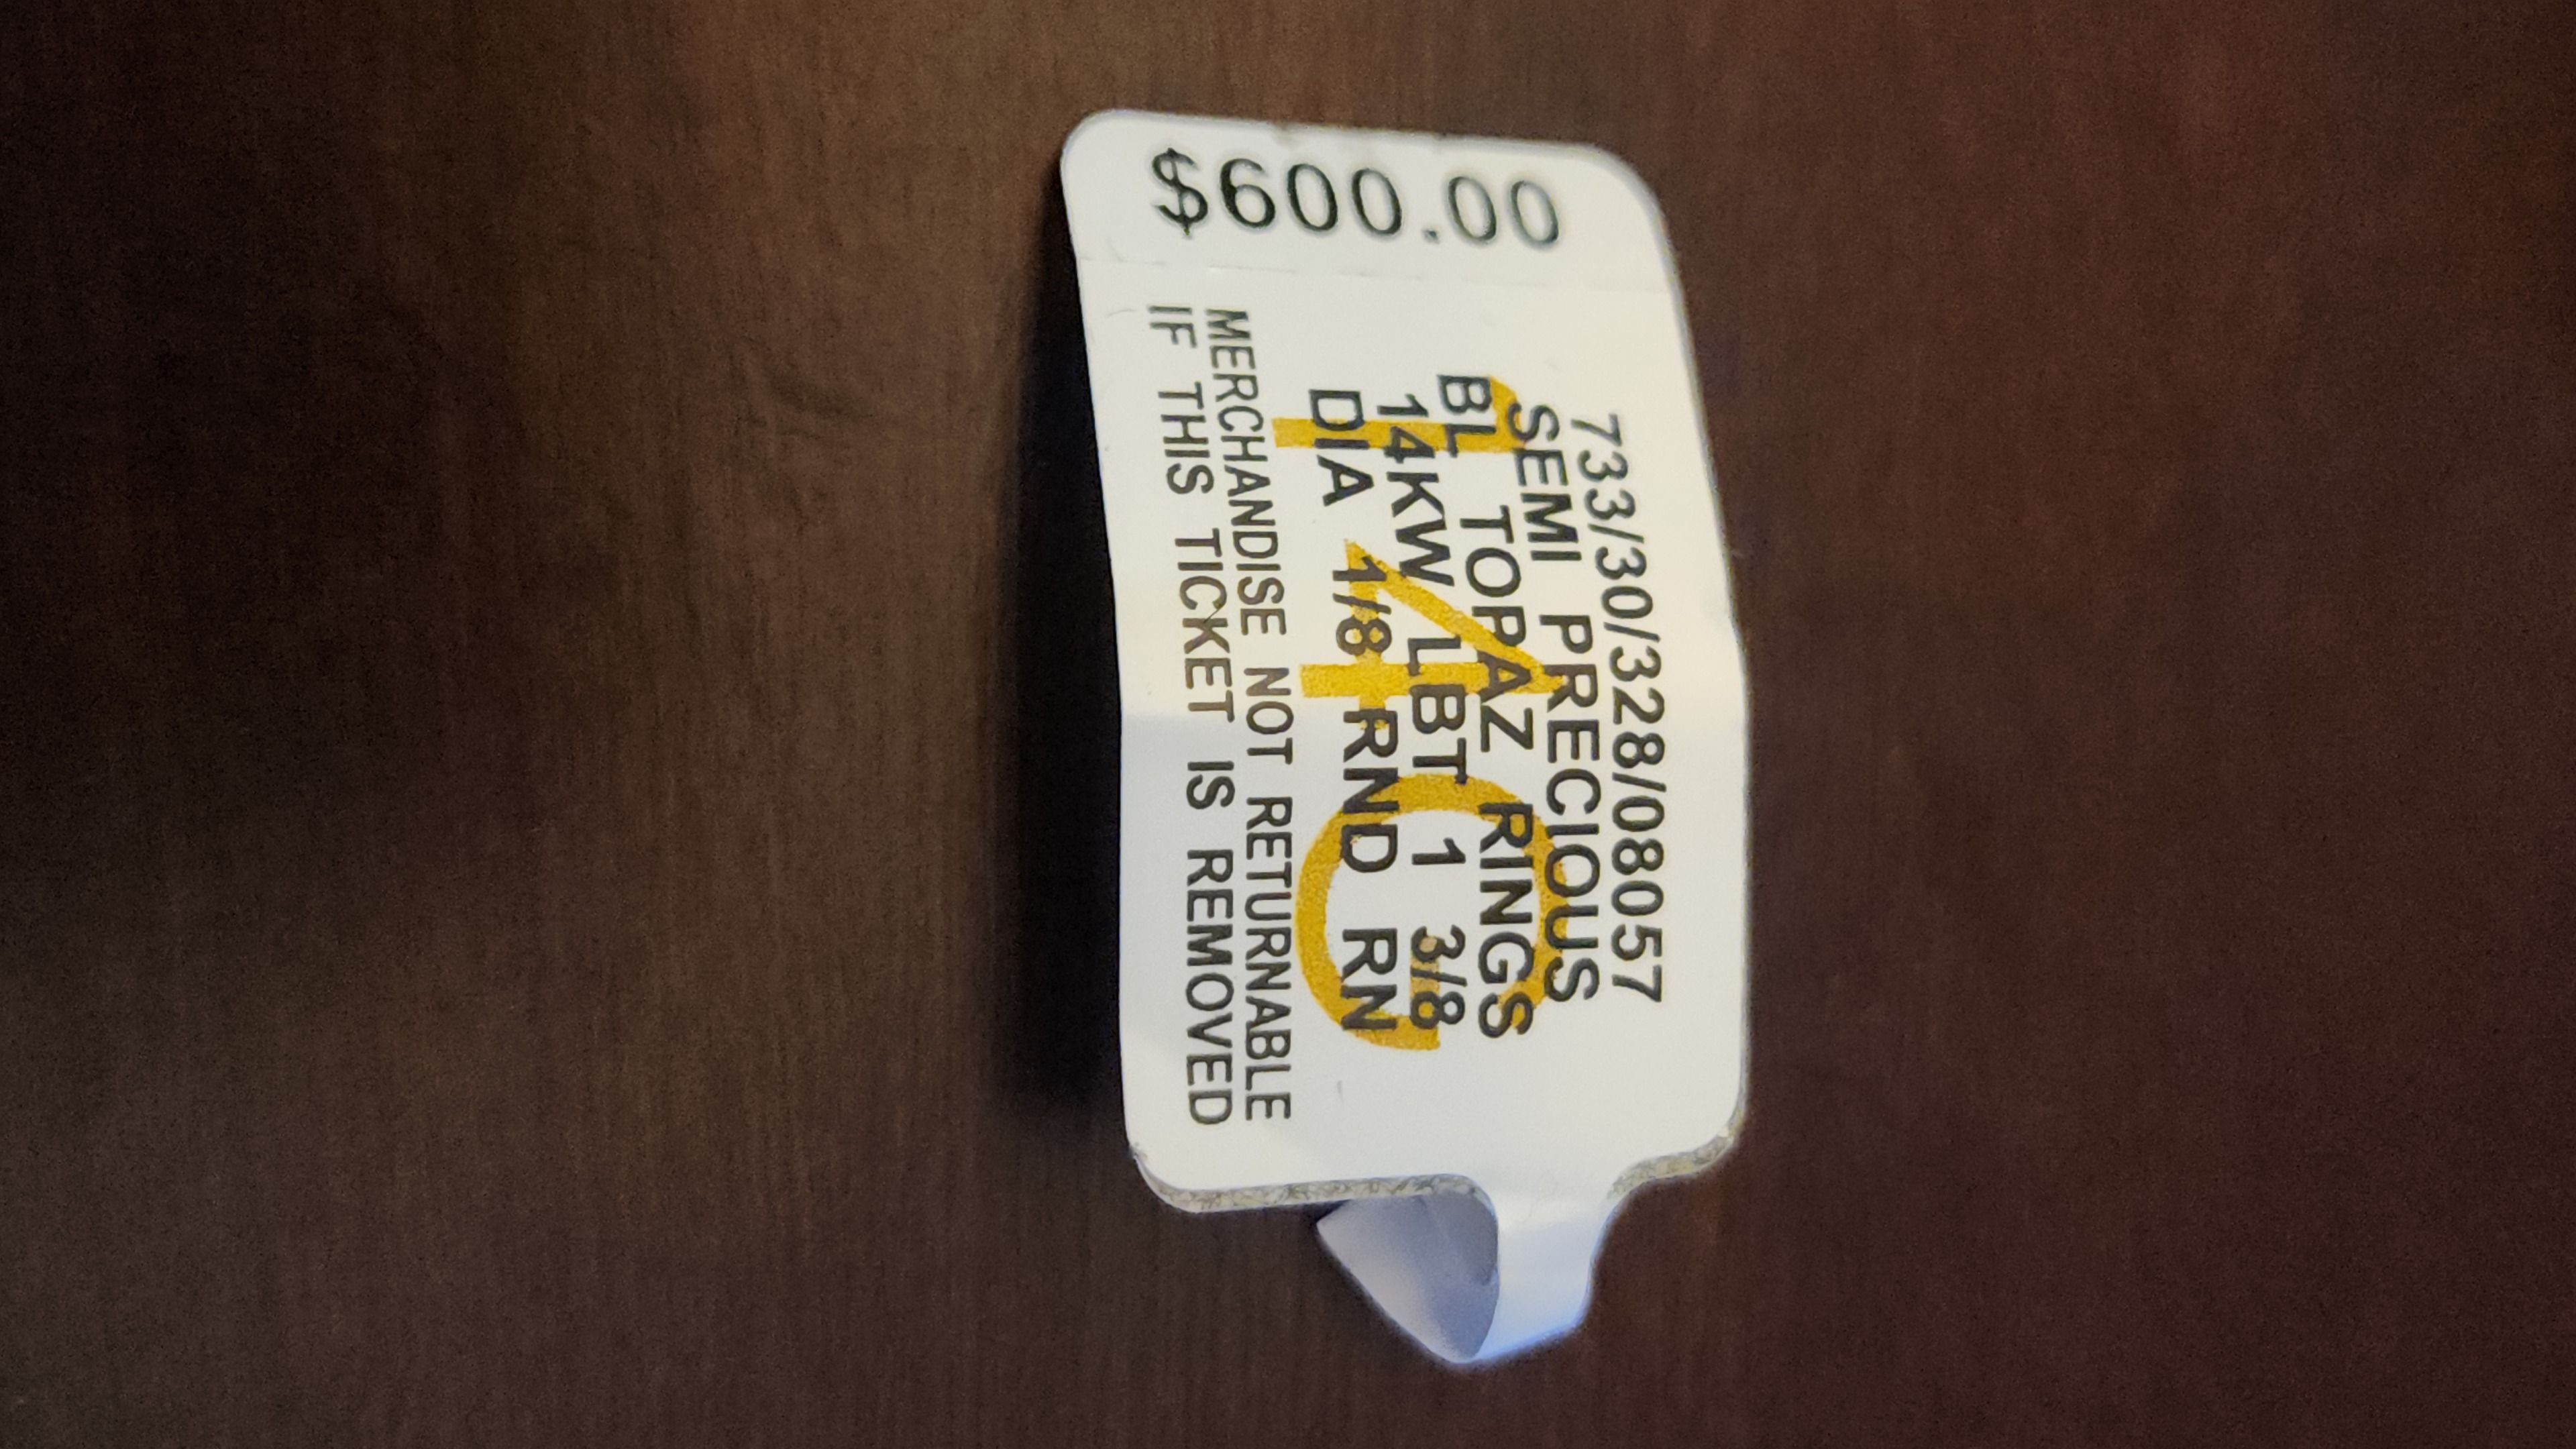 $600.00
733/30/328/08057
SEMI PRECIOUS
BL TOPAZ RINGS
14KW LBT 1 3/8
DIA 1/8 RND RN
14G
MERCHANDISE NOT RETURNABLE
IF THIS TICKET IS REMOVED